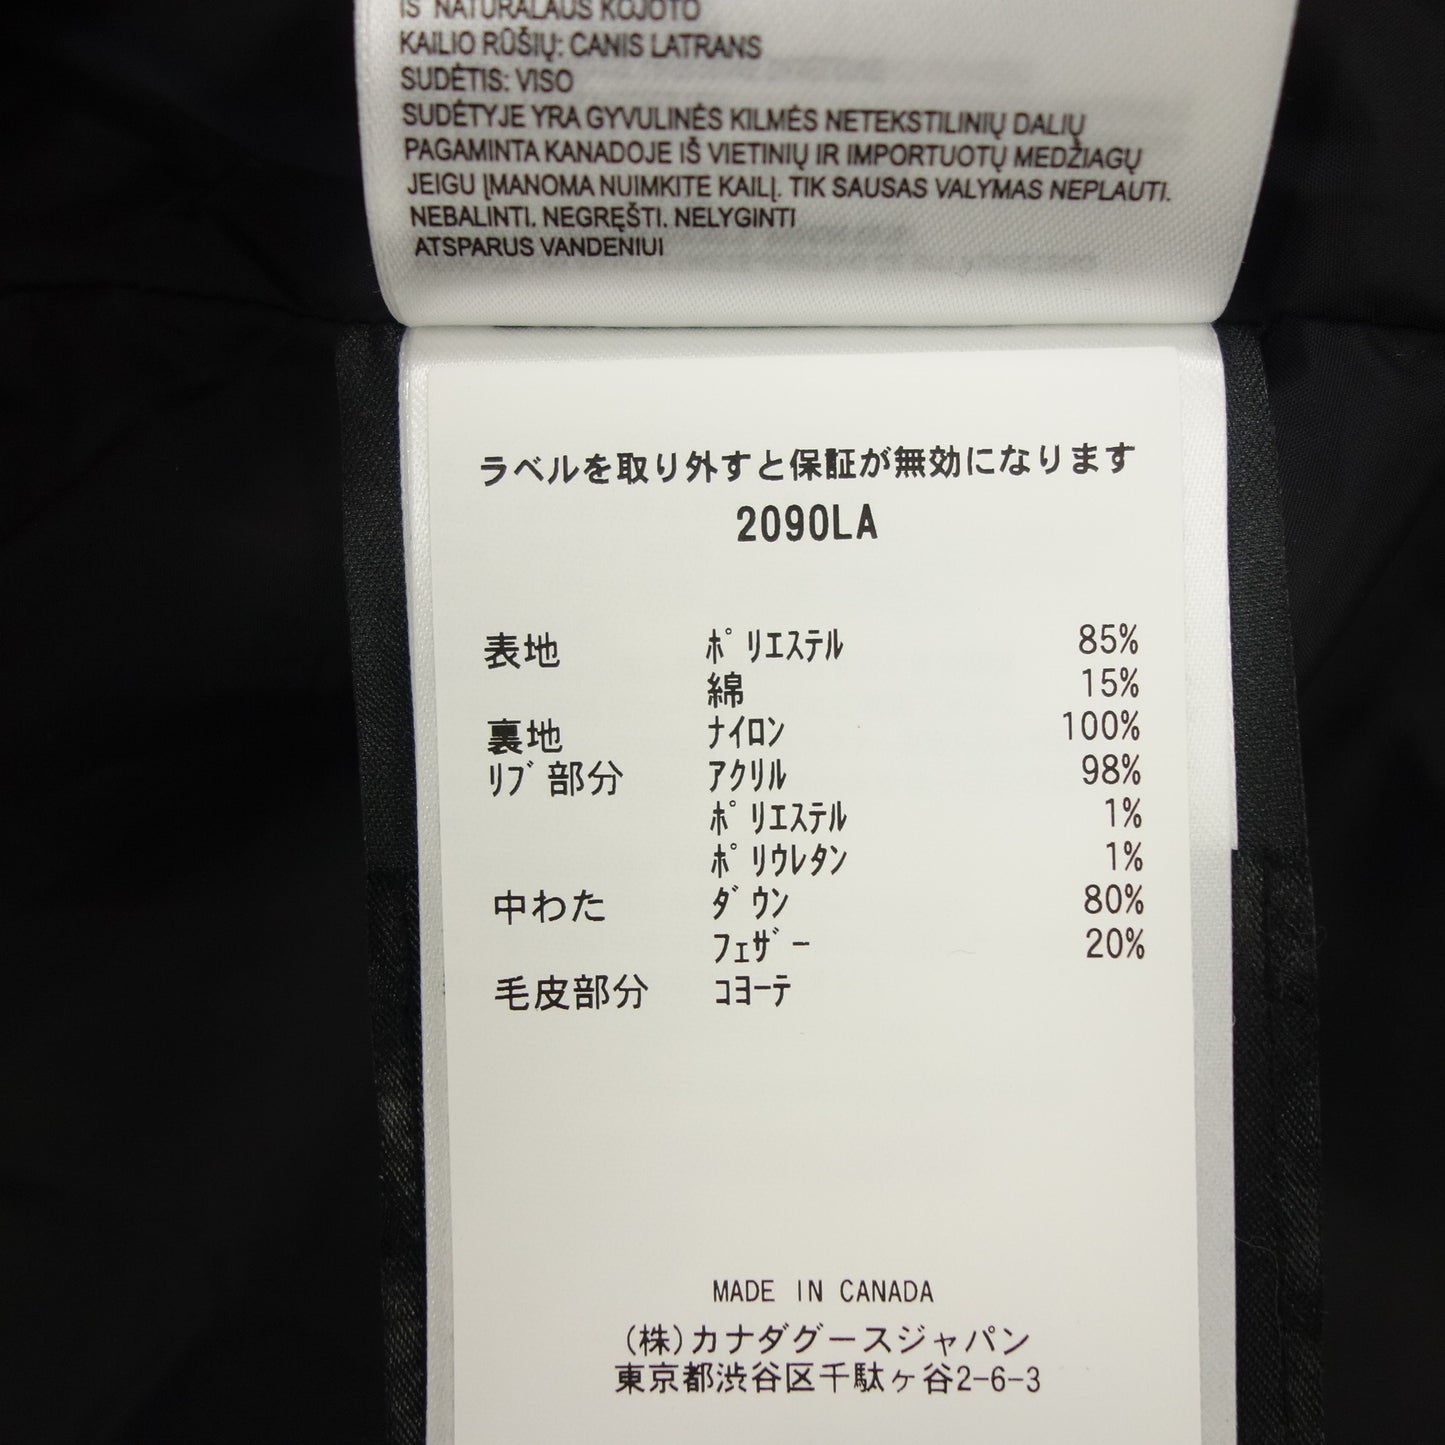 IŠ NATŪRALAUS KOJOTO
KAILIO RŪŠIŲ: CANIS LATRANS
SUDĖTIS: VISO
SUDĖTYJE YRA GYVULINĖS KILMĖS NETEKSTILINIŲ DALIŲ
PAGAMINTA KANADOJE IŠ VIETINIŲ IR IMPORTUOTŲ MEDŽIAGŲ
JEIGU ĮMANOMA NUIMKITE KAILĮ. TIK SAUSAS VALYMAS NEPLAUTI.
NEBALINTI. NEGRĘŠTI. NELYGINTI
ATSPARUS VANDENIUI
ラベルを取り外すと保証が無効になります
2090LA
表地 ﾎﾟﾘｴｽﾃﾙ 85%
綿 15%
裏地 ﾅｲﾛﾝ 100%
ﾘﾌﾞ部分 ｱｸﾘﾙ 98%
ﾎﾟﾘｴｽﾃﾙ 1%
ﾎﾟﾘｳﾚﾀﾝ 1%
中わた ﾀﾞｳﾝ 80%
ﾌｪｻﾞｰ 20%
毛皮部分 ｺﾖｰﾃ
MADE IN CANADA
(株)カナダグースジャパン
東京都渋谷区千駄ヶ谷2-6-3